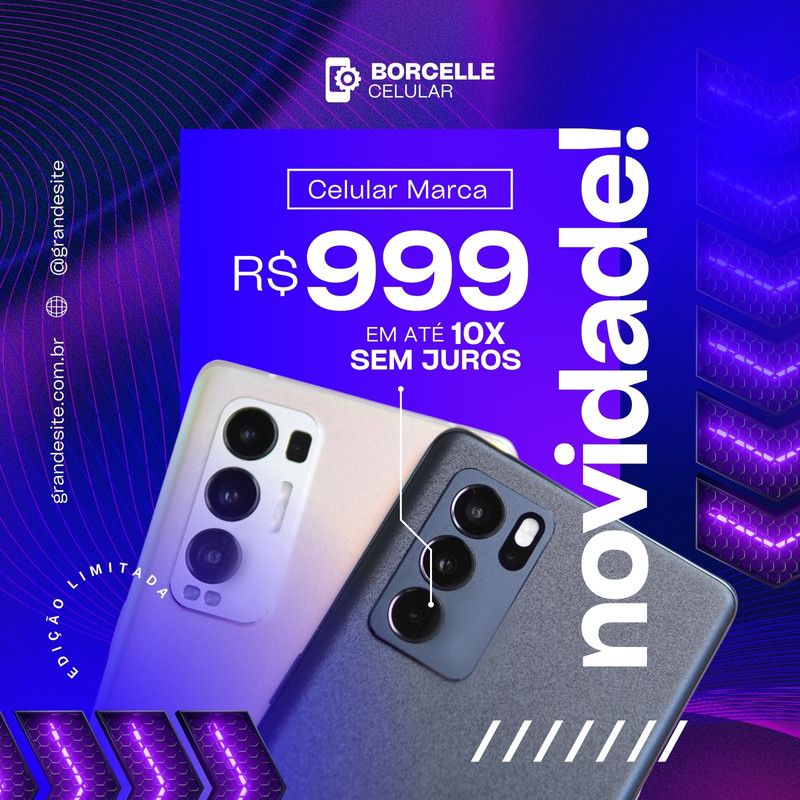 BORCELLE
CELULAR
Celular Marca
R$999
EM ATÉ 10X
SEM JUROS
novidade!
@grandesite
grandesite.com.br
EDIÇÃO LIMITADA